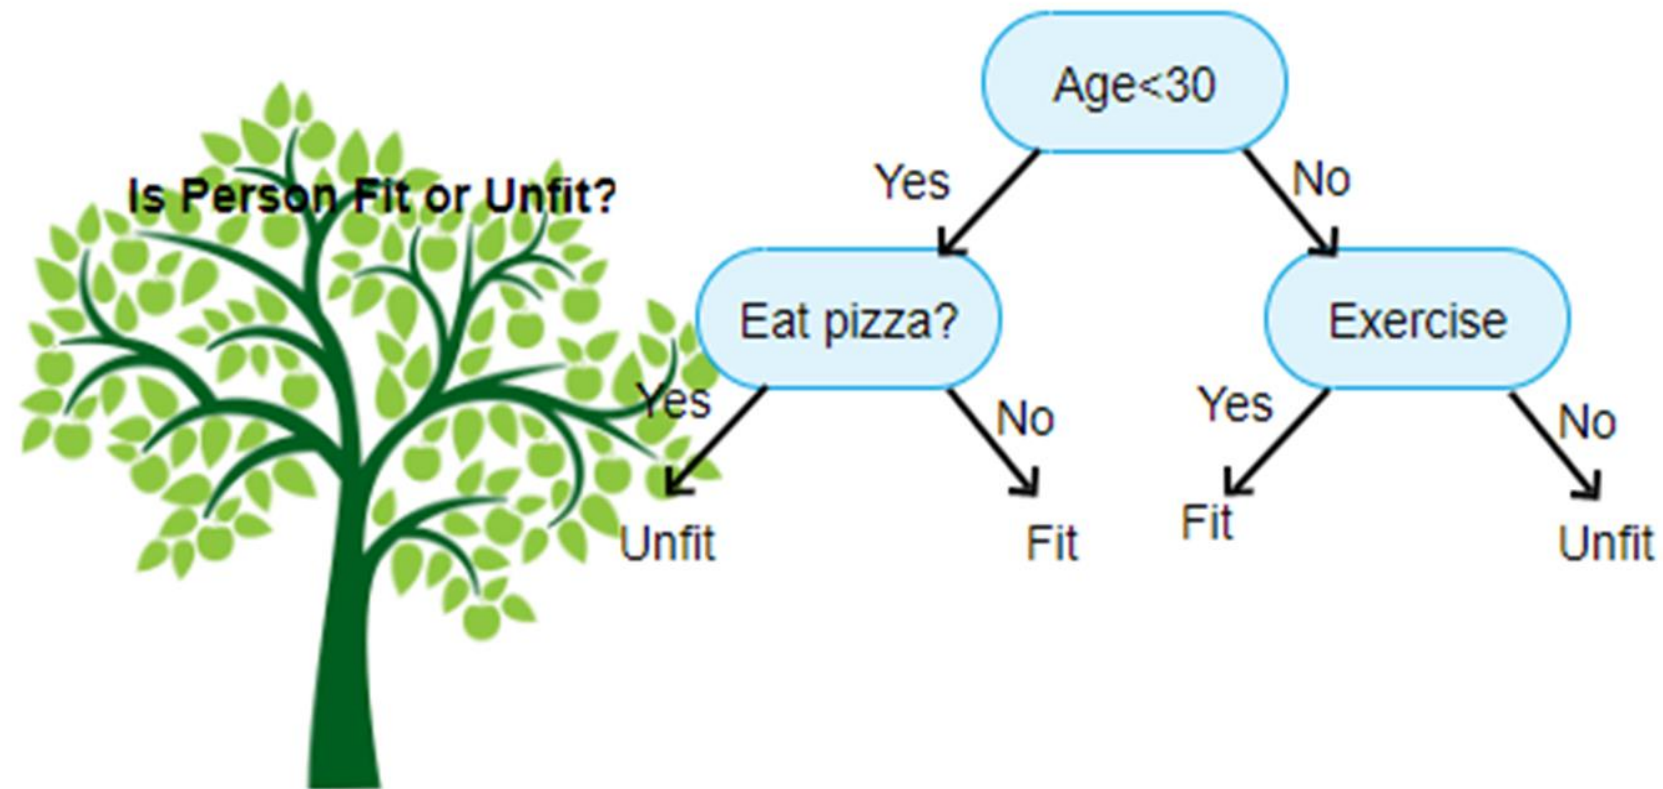 Is Person Fit or Unfit?
Age<30
Yes
No
Eat pizza?
Exercise
Yes
No
Yes
No
Unfit
Fit
Fit
Unfit